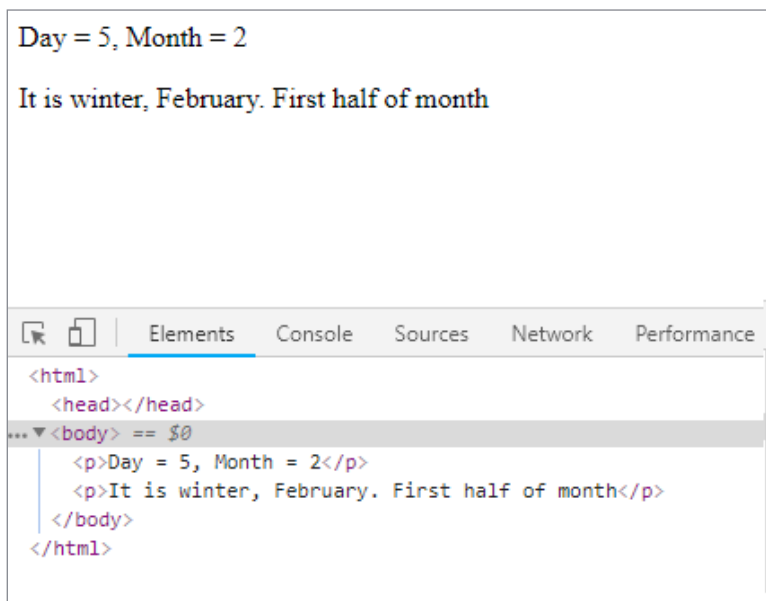 Day = 5, Month = 2
It is winter, February. First half of month
Elements Console Sources Network Performance
<html>
<head></head>
... ▼ <body> == $0
<p>Day = 5, Month = 2</p>
<p>It is winter, February. First half of month</p>
</body>
</html>